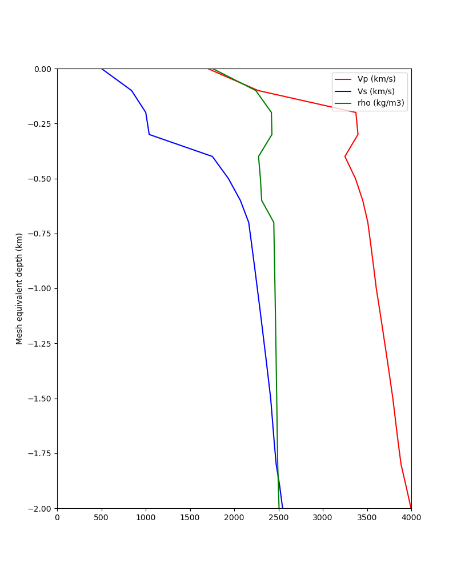 Vp (km/s)
Vs (km/s)
rho (kg/m3)
Mesh equivalent depth (km)
0.00
−0.25
−0.50
−0.75
−1.00
−1.25
−1.50
−1.75
−2.00
0 500 1000 1500 2000 2500 3000 3500 4000